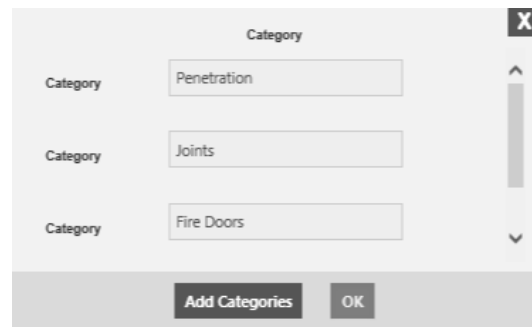 X
Category
Category Penetration
Category Joints
Category Fire Doors
Add Categories OK